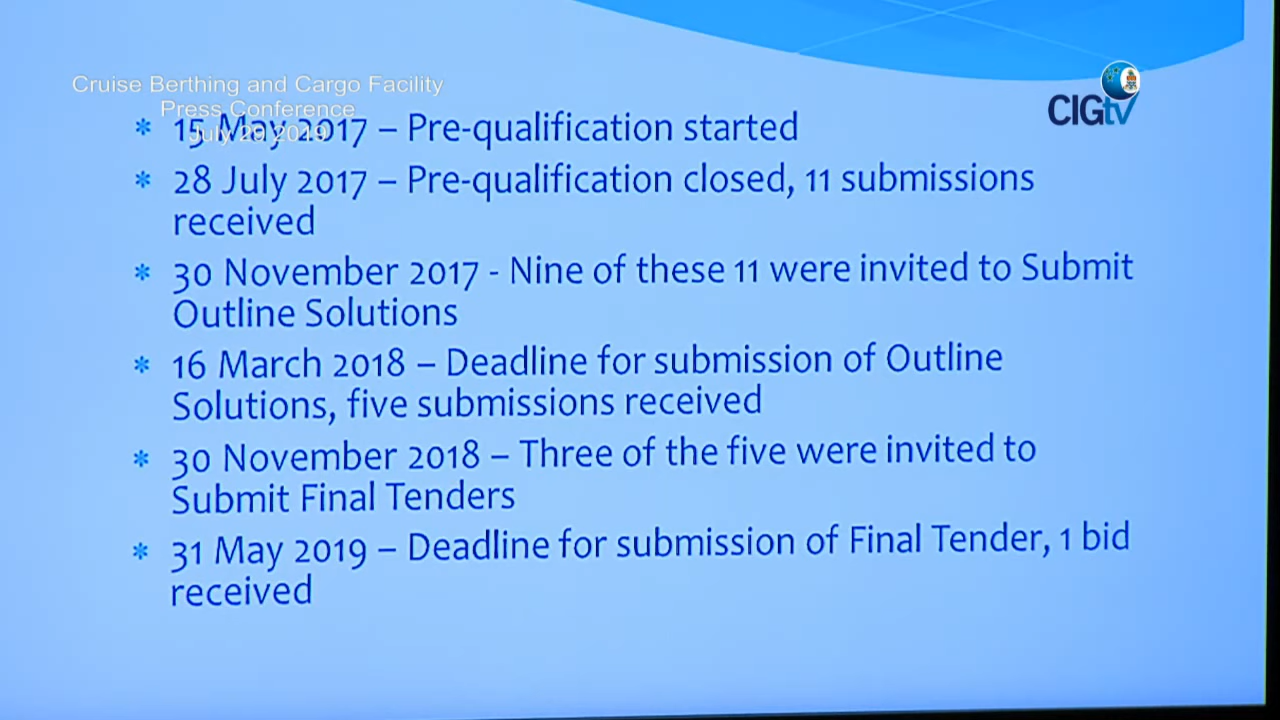 Cruise Berthing and Cargo Facility
Press Conference
July 29 2019
CIGtv
* 15 May 2017 – Pre-qualification started
* 28 July 2017 – Pre-qualification closed, 11 submissions
received
* 30 November 2017 - Nine of these 11 were invited to Submit
Outline Solutions
* 16 March 2018 – Deadline for submission of Outline
Solutions, five submissions received
* 30 November 2018 – Three of the five were invited to
Submit Final Tenders
* 31 May 2019 – Deadline for submission of Final Tender, 1 bid
received